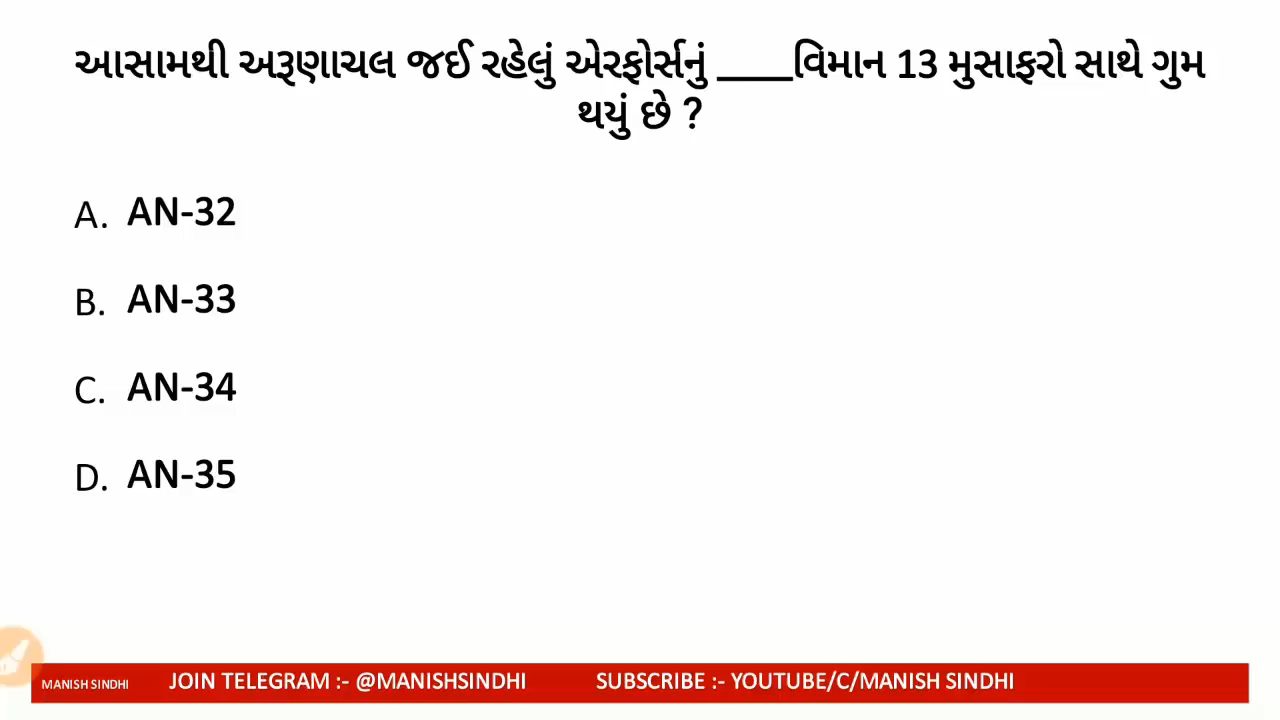 આસામથી અરૂણાચલ જઈ રહેલું એરફોર્સનું ____વિમાન 13 મુસાફરો સાથે ગુમ
થયું છે ?
A. AN-32
B. AN-33
C. AN-34
D. AN-35
MANISH SINDHI JOIN TELEGRAM :- @MANISHSINDHI SUBSCRIBE :- YOUTUBE/C/MANISH SINDHI